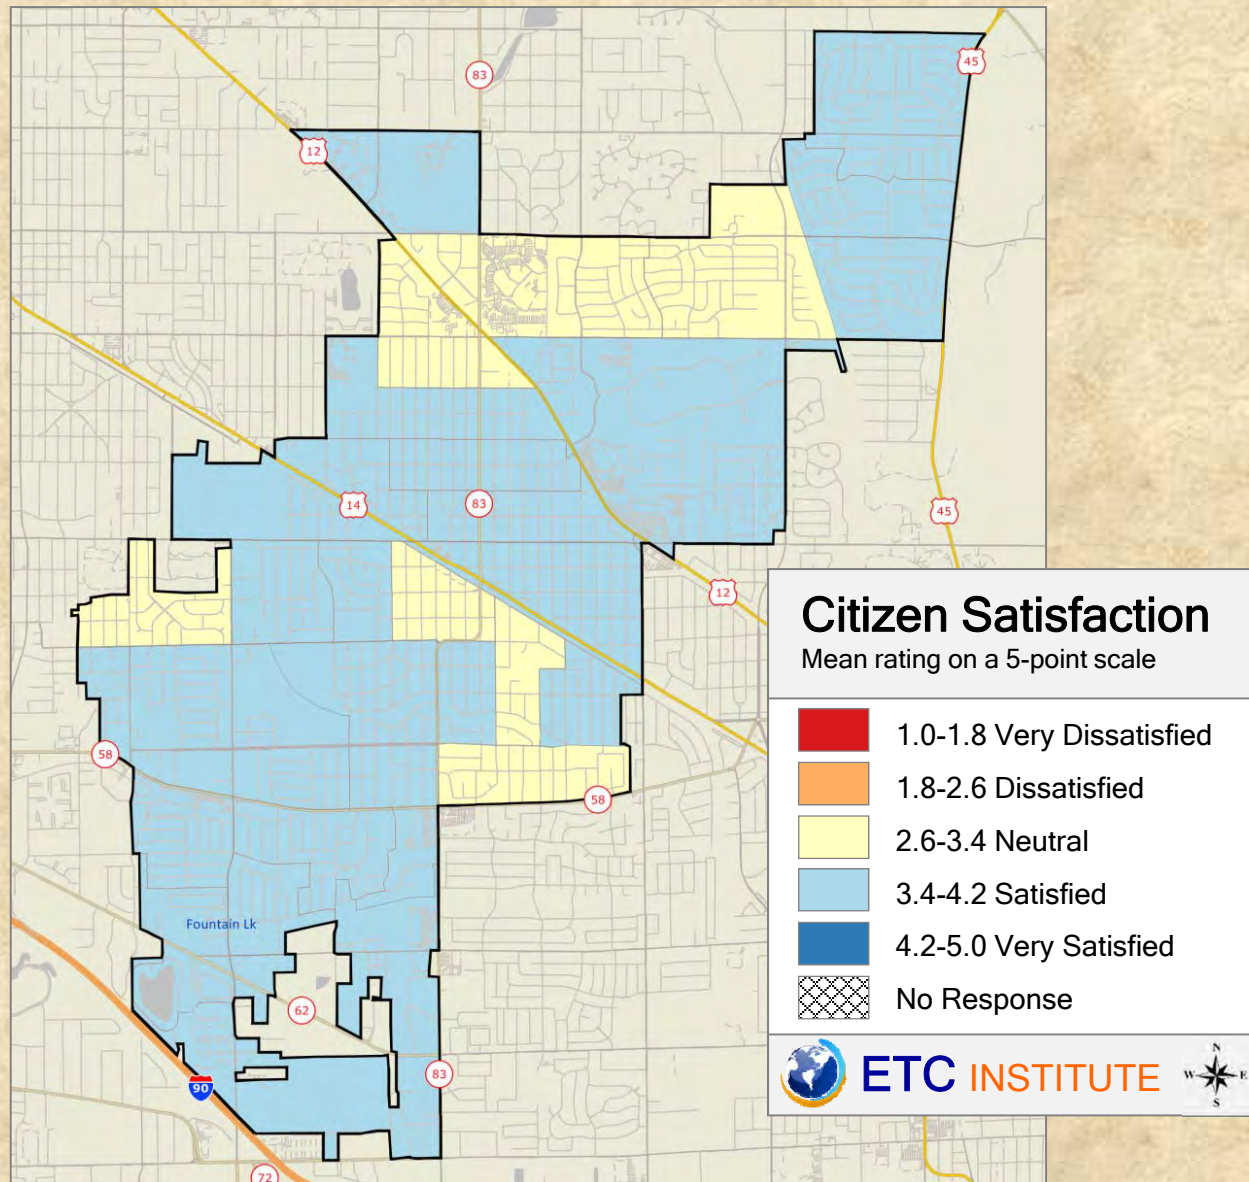 45
83
12
14
83
45
12
58
58
Fountain Lk
62
83
90
72
Citizen Satisfaction
Mean rating on a 5-point scale
1.0-1.8 Very Dissatisfied
1.8-2.6 Dissatisfied
2.6-3.4 Neutral
3.4-4.2 Satisfied
4.2-5.0 Very Satisfied
No Response
ETC INSTITUTE
N
W E
S